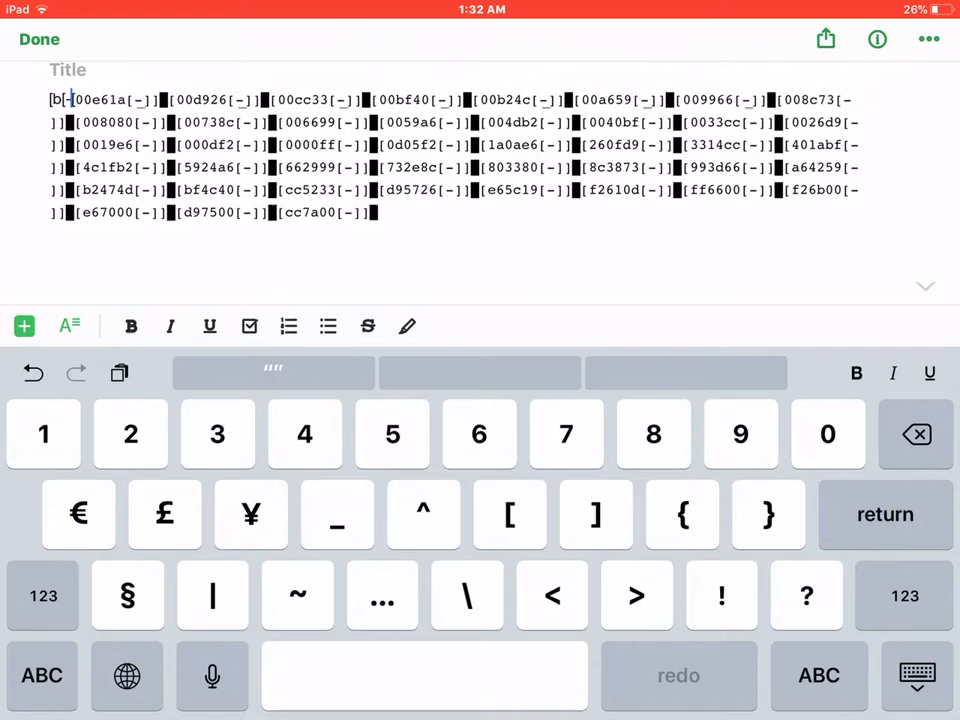 iPad 1:32 AM 26%
Done
Title
[b[-[00e61a[-]]█[00d926[-]]█[00cc33[-]]█[00bf40[-]]█[00b24c[-]]█[00a659[-]]█[009966[-]]█[008c73[-
]]█[008080[-]]█[00738c[-]]█[006699[-]]█[0059a6[-]]█[004db2[-]]█[0040bf[-]]█[0033cc[-]]█[0026d9[-
]]█[0019e6[-]]█[000df2[-]]█[0000ff[-]]█[0d05f2[-]]█[1a0ae6[-]]█[260fd9[-]]█[3314cc[-]]█[401abf[-
]]█[4c1fb2[-]]█[5924a6[-]]█[662999[-]]█[732e8c[-]]█[803380[-]]█[8c3873[-]]█[993d66[-]]█[a64259[-
]]█[b2474d[-]]█[bf4c40[-]]█[cc5233[-]]█[d95726[-]]█[e65c19[-]]█[f2610d[-]]█[ff6600[-]]█[f26b00[-
]]█[e67000[-]]█[d97500[-]]█[cc7a00[-]]█
A B I U S
“” B I U
1 2 3 4 5 6 7 8 9 0
€ £ ¥ _ ^ [ ] { } return
123 § | ~ ... \ < > ! ? 123
ABC redo ABC